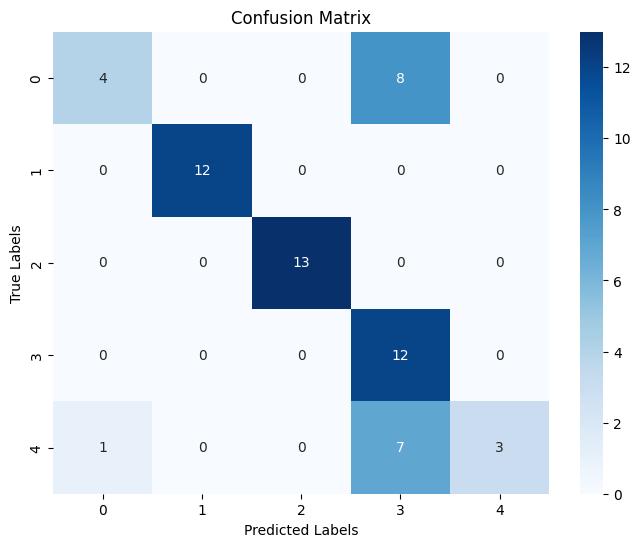 Confusion Matrix
True Labels
0 4 0 0 8 0
1 0 12 0 0 0
2 0 0 13 0 0
3 0 0 0 12 0
4 1 0 0 7 3
0 1 2 3 4
Predicted Labels
12
10
8
6
4
2
0